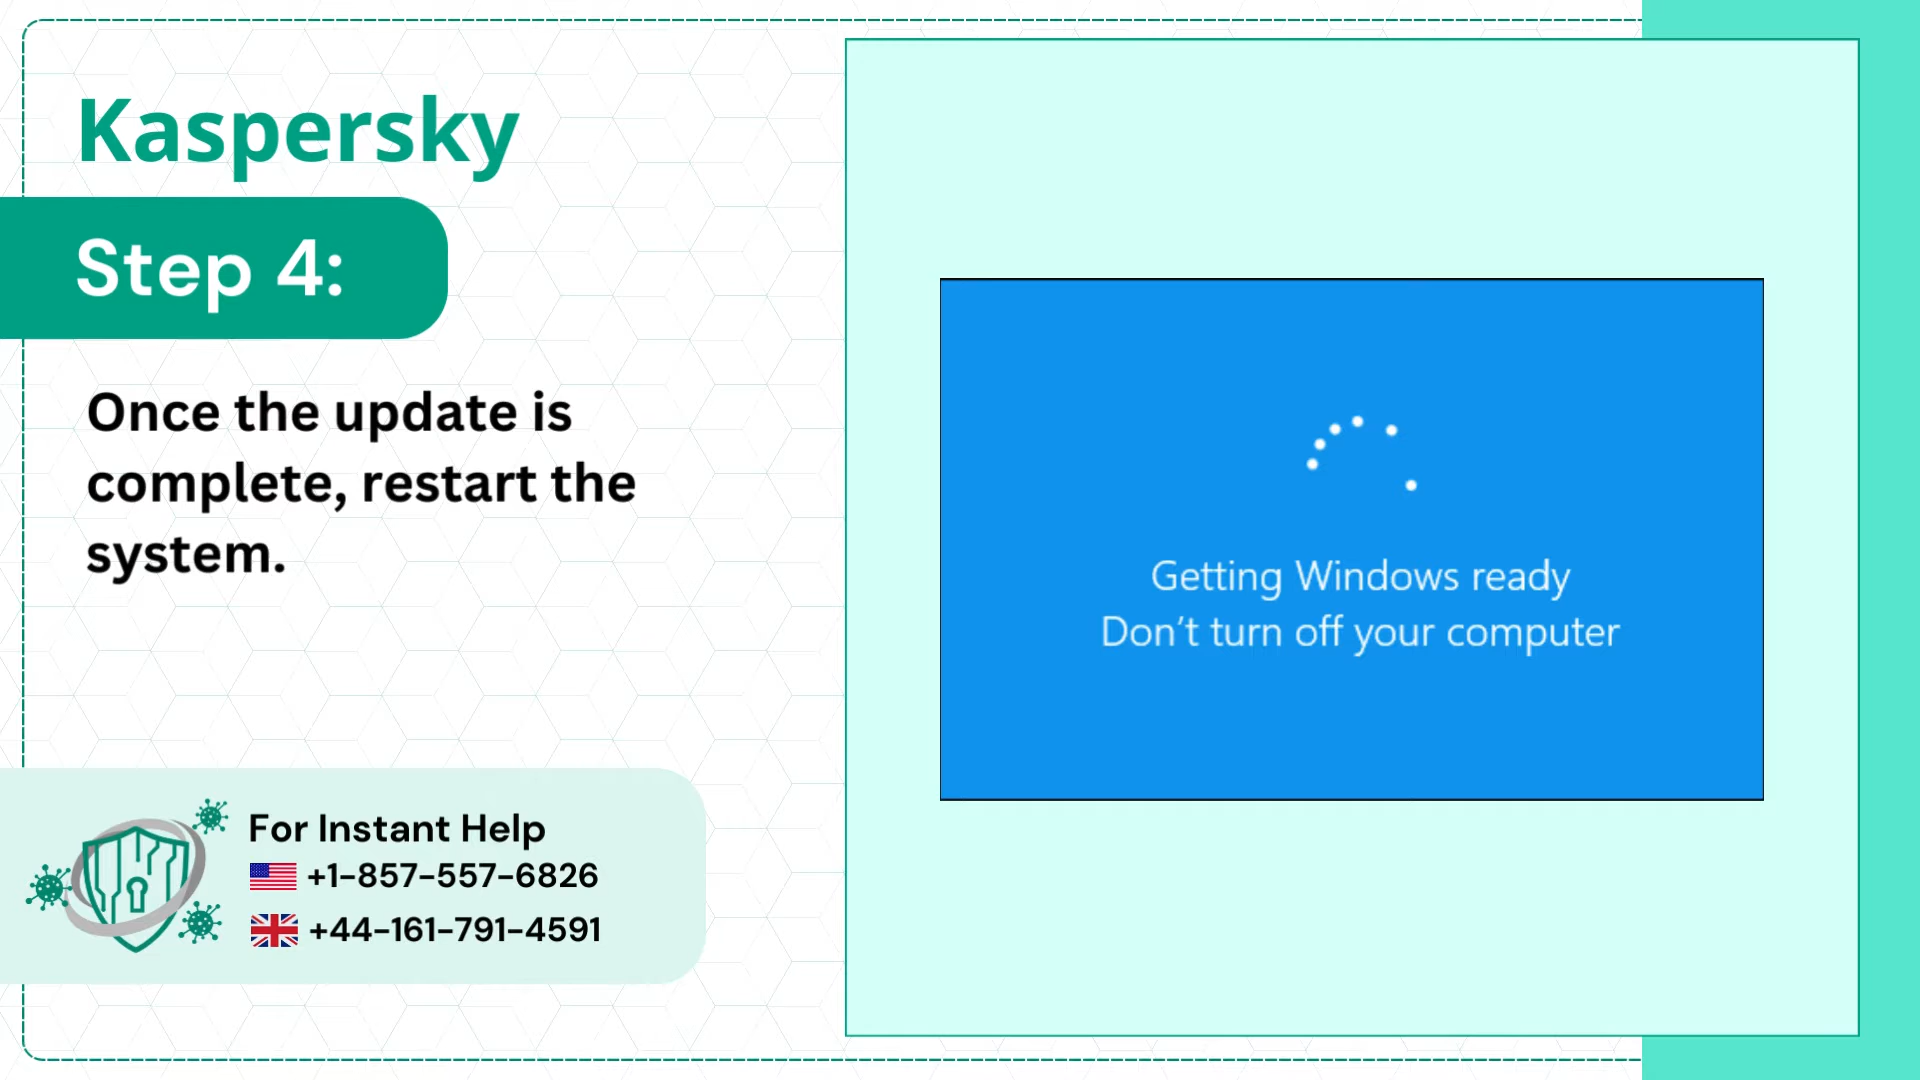 Kaspersky
Step 4:
Once the update is
complete, restart the
system.
For Instant Help
+1-857-557-6826
+44-161-791-4591
Getting Windows ready
Don't turn off your computer